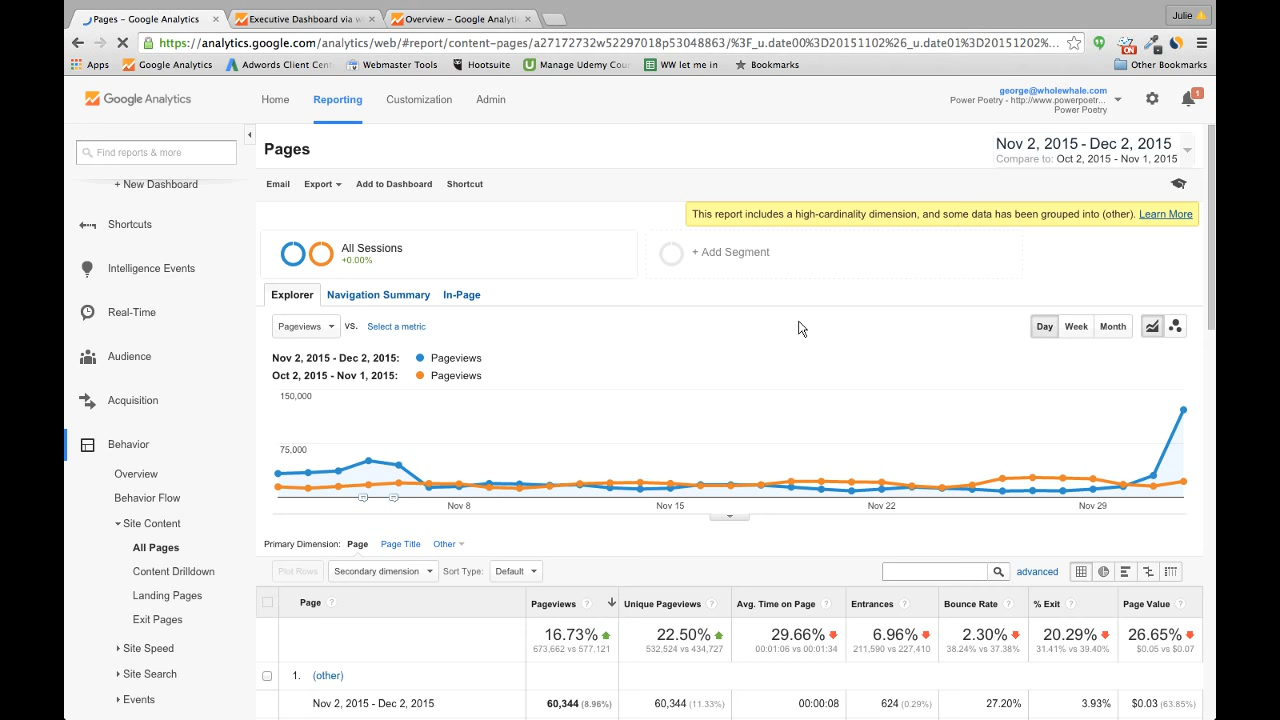 Pages – Google Analytics
Executive Dashboard via w
Overview – Google Analyti
Julie
https://analytics.google.com/analytics/web/#report/content-pages/a27172732w52297018p53048863/%3F_u.date00%3D20151102%26_u.date01%3D20151202%...
ON
Apps
Google Analytics
Adwords Client Cen
Webmaster Too
Hootsuite
Manage Udemy Cou
WW let me in
Bookmarks
Other Bookmarks
Google Analytics
Home
Reporting
Customization
Admin
george@wholewhale.com
Power Poetry - http://www.powerpoetr...
Power Poetry
1
Find reports & more
+ New Dashboard
Shortcuts
Intelligence Events
Real-Time
Audience
Acquisition
Behavior
Overview
Behavior Flow
Site Content
All Pages
Content Drilldown
Landing Pages
Exit Pages
Site Speed
Site Search
Events
Pages
Nov 2, 2015 - Dec 2, 2015
Compare to: Oct 2, 2015 - Nov 1, 2015
Email
Export
Add to Dashboard
Shortcut
This report includes a high-cardinality dimension, and some data has been grouped into (other). Learn More
All Sessions
+0.00%
+ Add Segment
Explorer
Navigation Summary
In-Page
Pageviews
VS.
Select a metric
Day
Week
Month
Nov 2, 2015 - Dec 2, 2015: Pageviews
Oct 2, 2015 - Nov 1, 2015: Pageviews
150,000
75,000
Nov 8
Nov 15
Nov 22
Nov 29
Primary Dimension: Page Page Title Other
Plot Rows
Secondary dimension
Sort Type:
Default
advanced
Page ?
Pageviews ?
Unique Pageviews ?
Avg. Time on Page ?
Entrances ?
Bounce Rate ?
% Exit ?
Page Value ?
16.73%
22.50%
29.66%
6.96%
2.30%
20.29%
26.65%
673,662 vs 577,121
532,524 vs 434,727
00:01:06 vs 00:01:34
211,590 vs 227,410
38.24% vs 37.38%
31.41% vs 39.40%
$0.05 vs $0.07
1. (other)
Nov 2, 2015 - Dec 2, 2015
60,344 (8.96%)
60,344 (11.33%)
00:00:08
624 (0.29%)
27.20%
3.93%
$0.03 (63.85%)